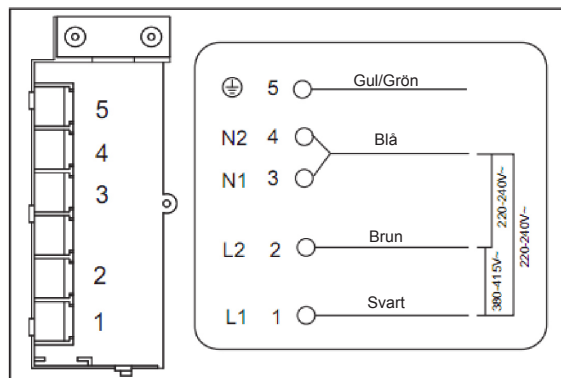 5
4
3
2
1
⏚ 5 Gul/Grön
N2 4
Blå
N1 3
L2 2 Brun
L1 1 Svart
220-240V~
380-415V~
220-240V~